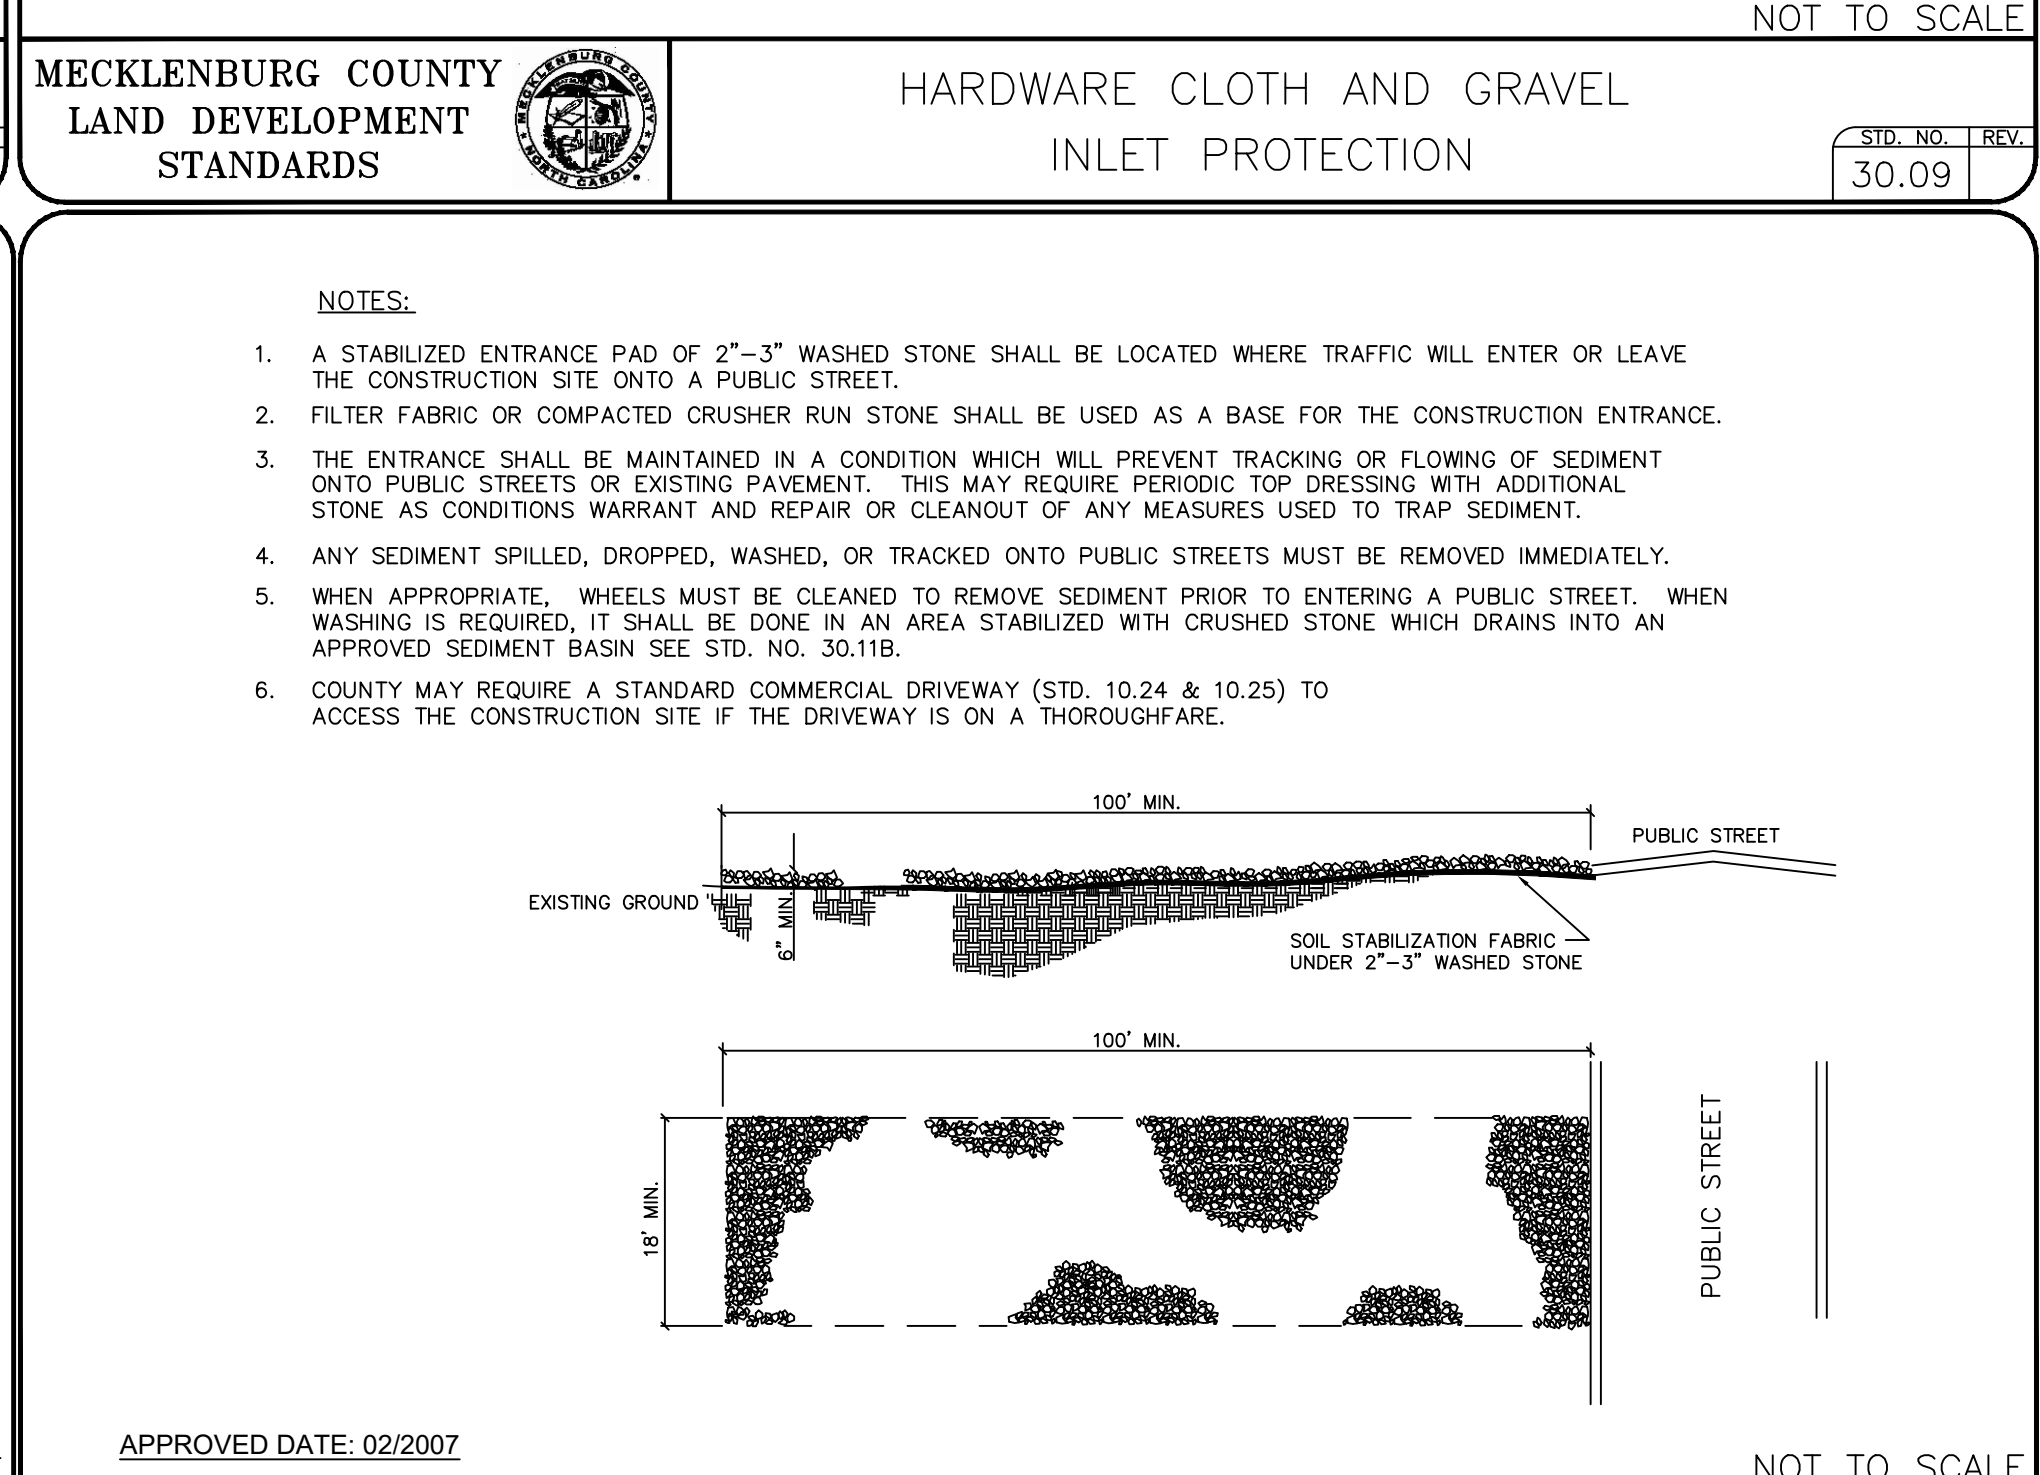 NOT TO SCALE
MECKLENBURG COUNTY
LAND DEVELOPMENT
STANDARDS
MECKLENBURG COUNTY
NORTH CAROLINA
HARDWARE CLOTH AND GRAVEL
INLET PROTECTION
STD. NO. REV.
30.09
NOTES:
1. A STABILIZED ENTRANCE PAD OF 2"-3" WASHED STONE SHALL BE LOCATED WHERE TRAFFIC WILL ENTER OR LEAVE
THE CONSTRUCTION SITE ONTO A PUBLIC STREET.
2. FILTER FABRIC OR COMPACTED CRUSHER RUN STONE SHALL BE USED AS A BASE FOR THE CONSTRUCTION ENTRANCE.
3. THE ENTRANCE SHALL BE MAINTAINED IN A CONDITION WHICH WILL PREVENT TRACKING OR FLOWING OF SEDIMENT
ONTO PUBLIC STREETS OR EXISTING PAVEMENT. THIS MAY REQUIRE PERIODIC TOP DRESSING WITH ADDITIONAL
STONE AS CONDITIONS WARRANT AND REPAIR OR CLEANOUT OF ANY MEASURES USED TO TRAP SEDIMENT.
4. ANY SEDIMENT SPILLED, DROPPED, WASHED, OR TRACKED ONTO PUBLIC STREETS MUST BE REMOVED IMMEDIATELY.
5. WHEN APPROPRIATE, WHEELS MUST BE CLEANED TO REMOVE SEDIMENT PRIOR TO ENTERING A PUBLIC STREET. WHEN
WASHING IS REQUIRED, IT SHALL BE DONE IN AN AREA STABILIZED WITH CRUSHED STONE WHICH DRAINS INTO AN
APPROVED SEDIMENT BASIN SEE STD. NO. 30.11B.
6. COUNTY MAY REQUIRE A STANDARD COMMERCIAL DRIVEWAY (STD. 10.24 & 10.25) TO
ACCESS THE CONSTRUCTION SITE IF THE DRIVEWAY IS ON A THOROUGHFARE.
100' MIN.
PUBLIC STREET
EXISTING GROUND
6" MIN.
SOIL STABILIZATION FABRIC
UNDER 2"-3" WASHED STONE
100' MIN.
18' MIN.
PUBLIC STREET
APPROVED DATE: 02/2007
NOT TO SCALE